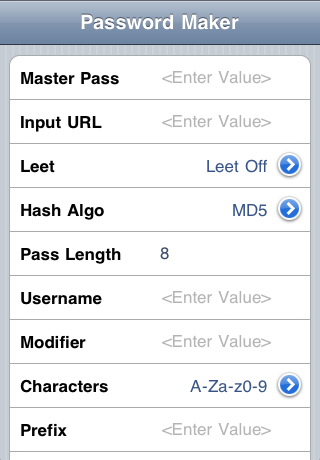 Password Maker
Master Pass <Enter Value>
Input URL <Enter Value>
Leet Leet Off
Hash Algo MD5
Pass Length 8
Username <Enter Value>
Modifier <Enter Value>
Characters A-Za-z0-9
Prefix <Enter Value>